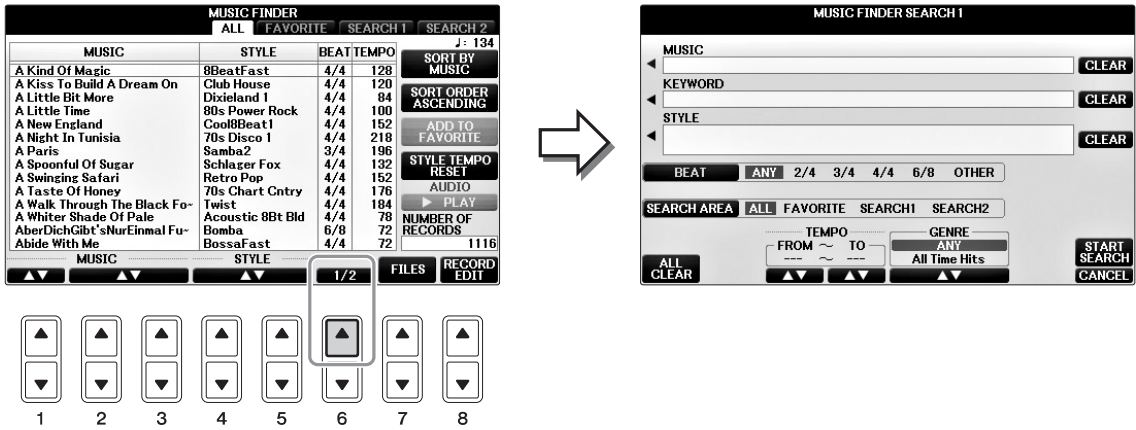 MUSIC FINDER
ALL FAVORITE SEARCH 1 SEARCH 2
♩: 134
MUSIC STYLE BEAT TEMPO
A Kind Of Magic 8BeatFast 4/4 128
A Kiss To Build A Dream On Club House 4/4 120
A Little Bit More Dixieland 1 4/4 84
A Little Time 80s Power Rock 4/4 100
A New England Cool8Beat1 4/4 152
A Night In Tunisia 70s Disco 1 4/4 218
A Paris Samba2 3/4 196
A Spoonful Of Sugar Schlager Fox 4/4 132
A Swinging Safari Retro Pop 4/4 152
A Taste Of Honey 70s Chart Cntry 4/4 176
A Walk Through The Black Fo~ Twist 4/4 184
A Whiter Shade Of Pale Acoustic 8Bt Bld 4/4 78
AberDichGibt'sNurEinmal Fu~ Bomba 6/8 72
Abide With Me BossaFast 4/4 72
SORT BY
MUSIC
SORT ORDER
ASCENDING
ADD TO
FAVORITE
STYLE TEMPO
RESET
AUDIO
▶ PLAY
NUMBER OF
RECORDS
1116
MUSIC STYLE
▲▼ ▲▼ ▲▼ 1/2 FILES RECORD
EDIT
1 2 3 4 5 6 7 8
MUSIC FINDER SEARCH 1
MUSIC
CLEAR
KEYWORD
CLEAR
STYLE
CLEAR
BEAT ANY 2/4 3/4 4/4 6/8 OTHER
SEARCH AREA ALL FAVORITE SEARCH1 SEARCH2
TEMPO GENRE
FROM ~ TO ANY
--- ~ --- All Time Hits
ALL
CLEAR
▲▼ ▲▼ ▲▼
START
SEARCH
CANCEL